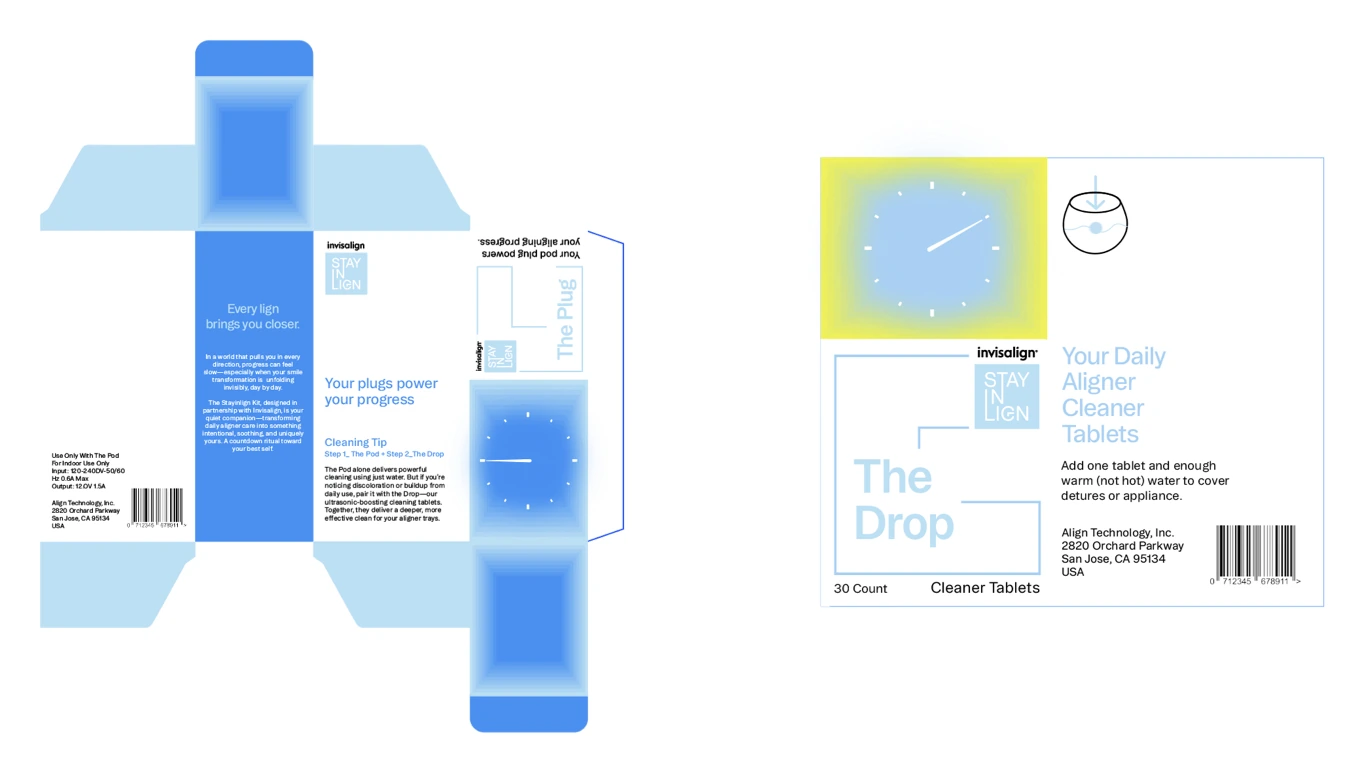 Use Only With The Pod
For Indoor Use Only
Input: 120-240DV-50/60
Hz 0.6A Max
Output: 12.0V 1.5A
Align Technology, Inc.
2820 Orchard Parkway
San Jose, CA 95134
USA
0 712345 678911 >
Every lign
brings you closer.
In a world that pulls you in every
direction, progress can feel
slow—especially when your smile
transformation is unfolding
invisibly, day by day.
The Stayinlign Kit, designed in
partnership with Invisalign, is your
quiet companion—transforming
daily aligner care into something
intentional, soothing, and uniquely
yours. A countdown ritual toward
your best self.
invisalign
STAY
IN
LIGN
Your plugs power
your progress
Cleaning Tip
Step 1_ The Pod + Step 2_The Drop
The Pod alone delivers powerful
cleaning using just water. But if you're
noticing discoloration or buildup from
daily use, pair it with the Drop—our
ultrasonic-boosting cleaning tablets.
Together, they deliver a deeper, more
effective clean for your aligner trays.
Your pod plug powers
your aligning progress.
The Plug
invisalign
STAY
IN
LIGN
invisalign
STAY
IN
LIGN
The
Drop
30 Count
Cleaner Tablets
Your Daily
Aligner
Cleaner
Tablets
Add one tablet and enough
warm (not hot) water to cover
detures or appliance.
Align Technology, Inc.
2820 Orchard Parkway
San Jose, CA 95134
USA
0 712345 678911 >